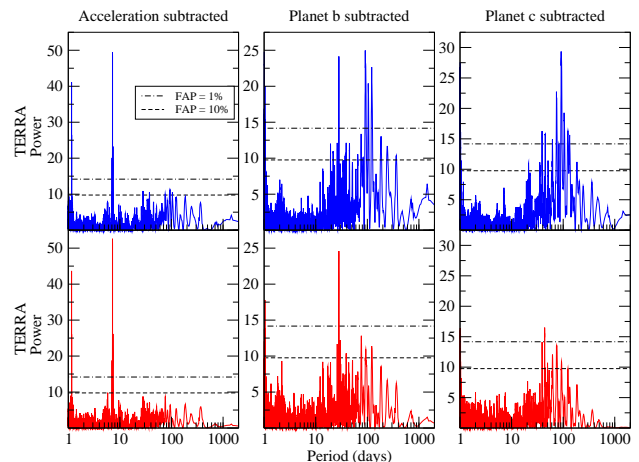 Acceleration subtracted
Planet b subtracted
Planet c subtracted
50
40
30
20
10
TERRA
Power
FAP = 1%
FAP = 10%
25
20
15
10
5
30
25
20
15
10
5
50
40
30
20
10
TERRA
Power
25
20
15
10
5
30
25
20
15
10
5
1 10 100 1000
1 10 100 1000
1 10 100 1000
Period (days)